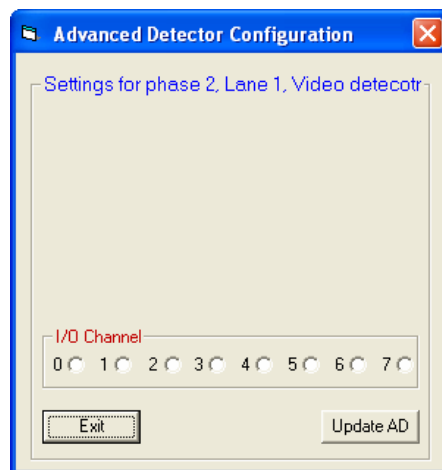 Advanced Detector Configuration
Settings for phase 2, Lane 1, Video detecotr
I/O Channel
0 1 2 3 4 5 6 7
Exit Update AD